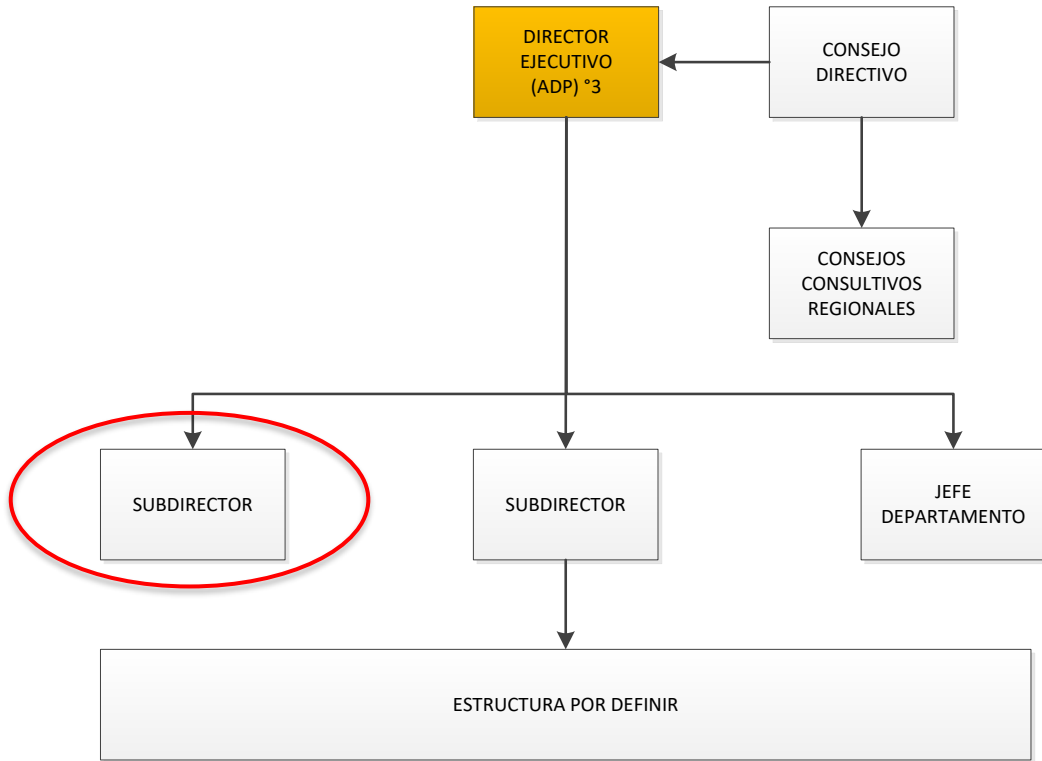 DIRECTOR
EJECUTIVO
(ADP) °3
CONSEJO
DIRECTIVO
CONSEJOS
CONSULTIVOS
REGIONALES
SUBDIRECTOR
SUBDIRECTOR
JEFE
DEPARTAMENTO
ESTRUCTURA POR DEFINIR